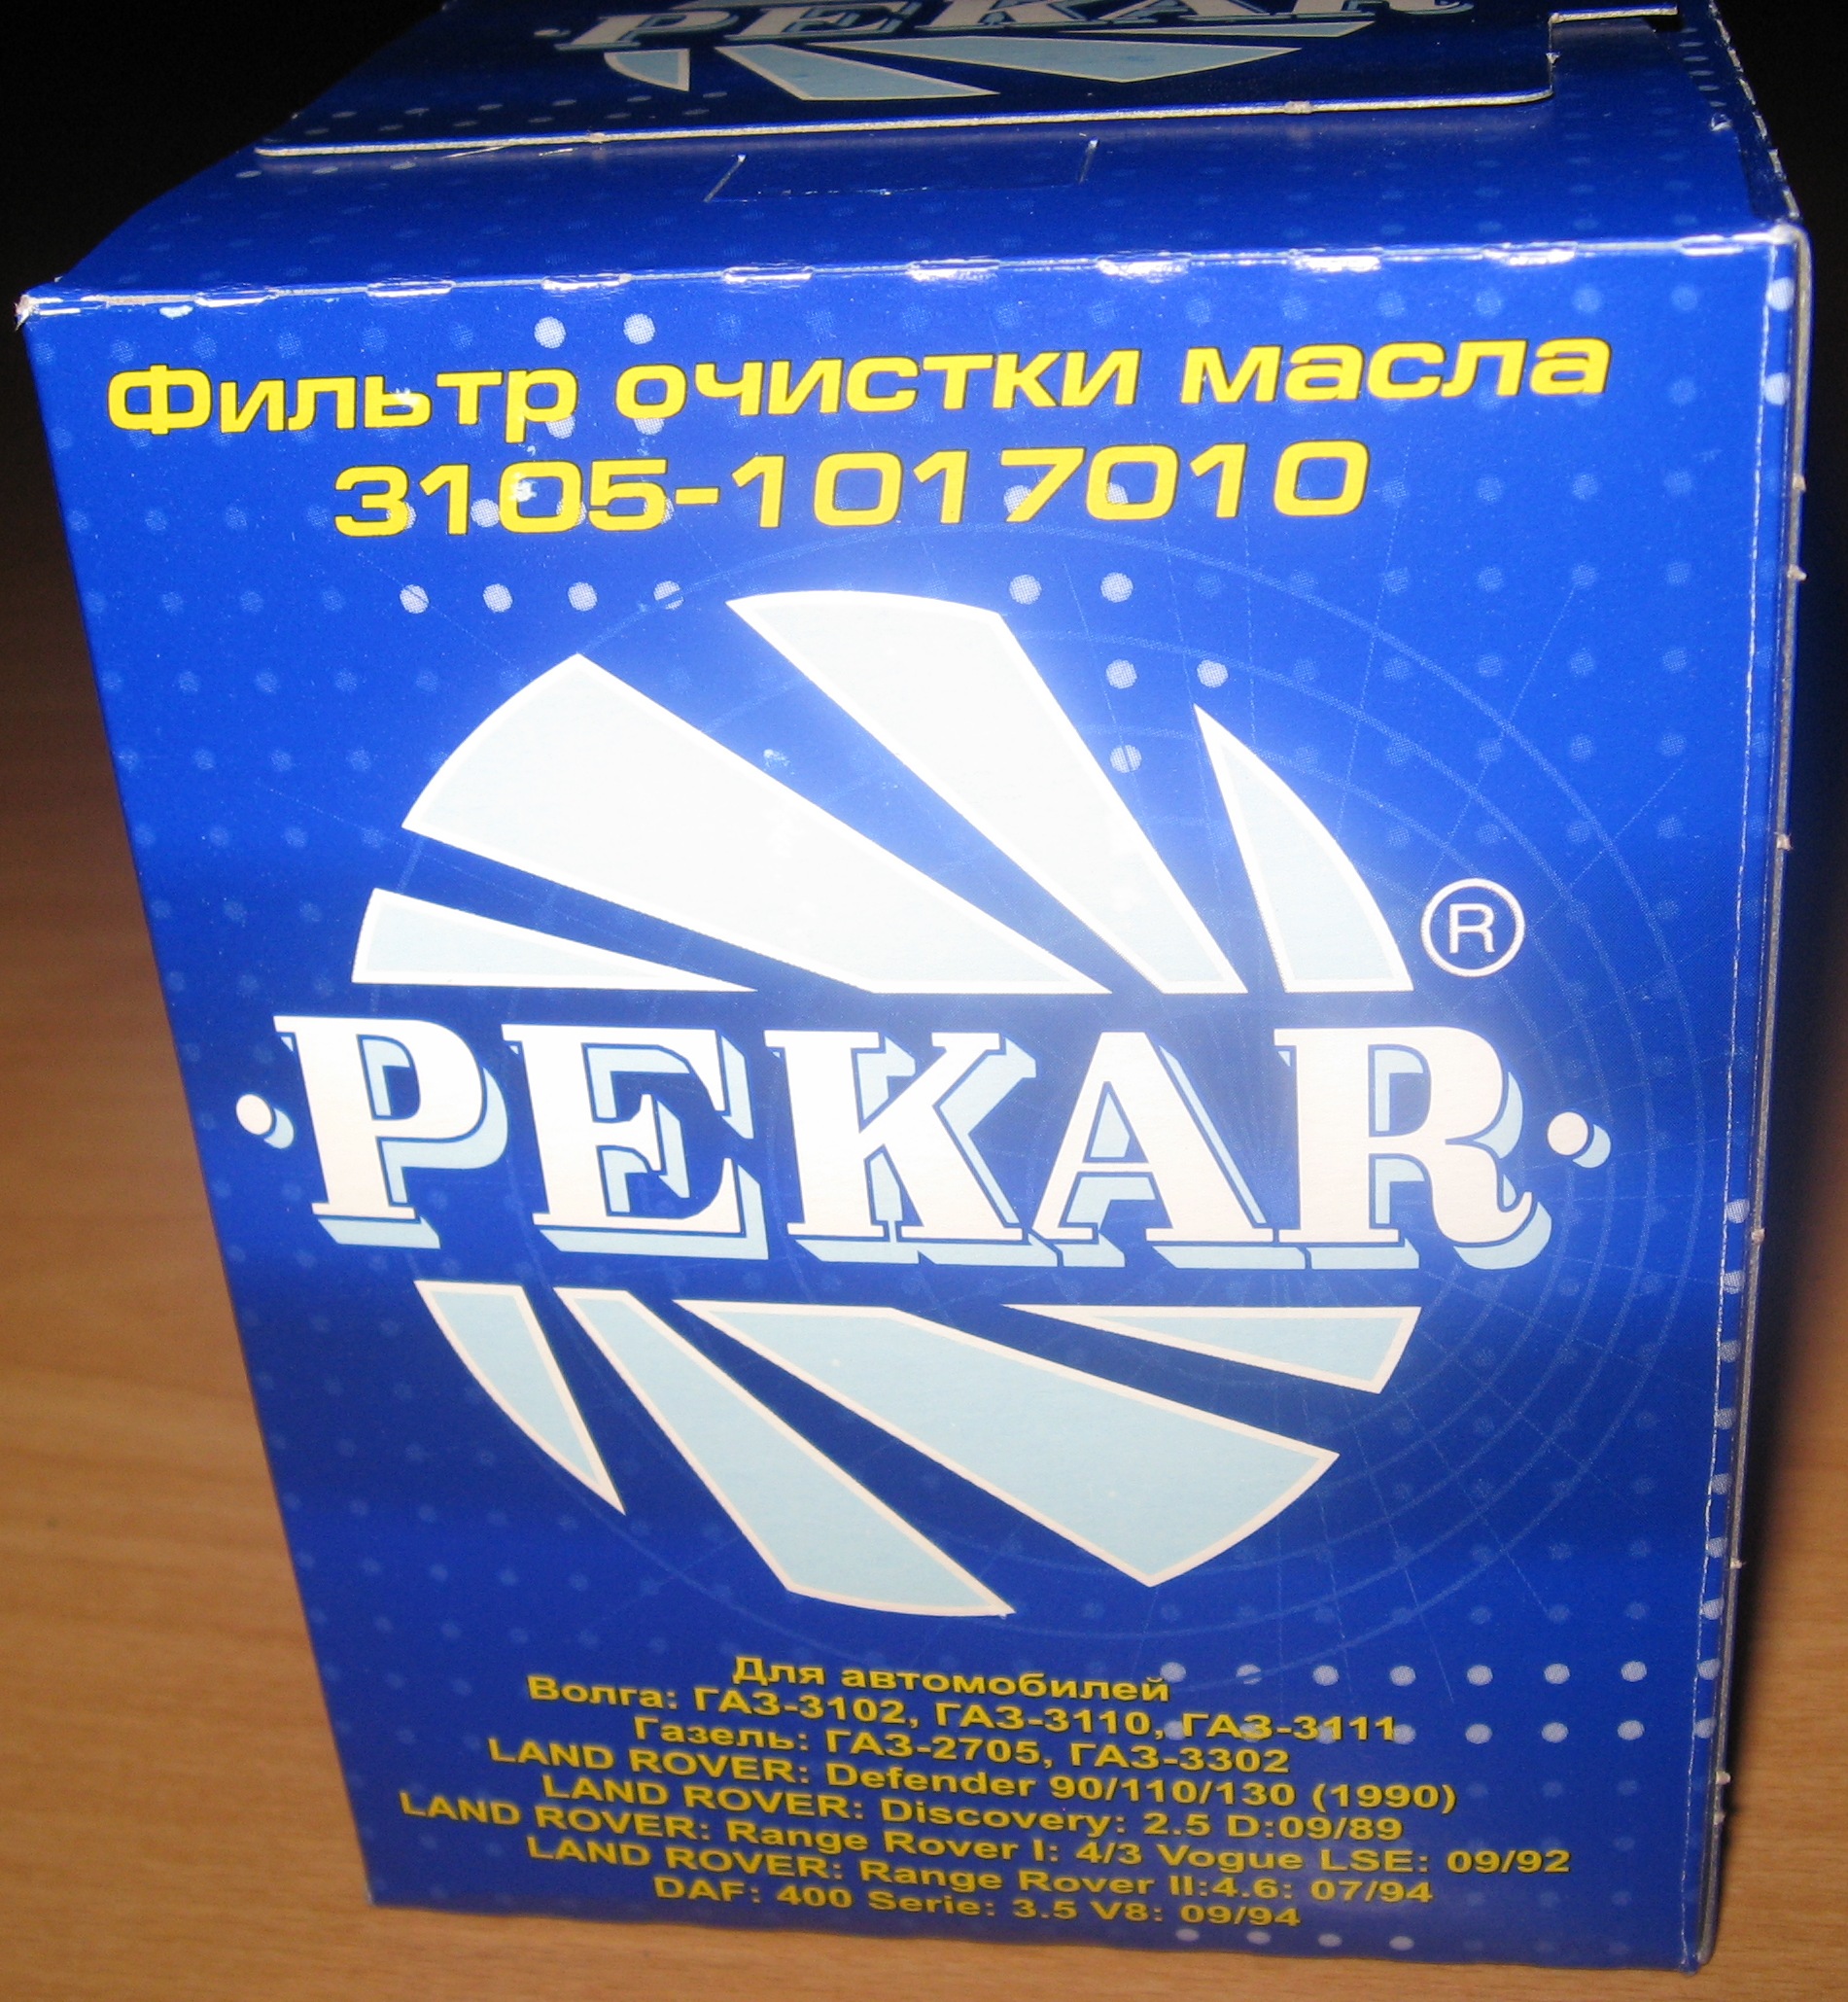 PEKAR
Фильтр очистки масла
3105-1017010
®
·PEKAR·
Для автомобилей
Волга: ГАЗ-3102, ГАЗ-3110, ГАЗ-3111
Газель: ГАЗ-2705, ГАЗ-3302
LAND ROVER: Defender 90/110/130 (1990)
LAND ROVER: Discovery: 2.5 D:09/89
LAND ROVER: Range Rover I: 4/3 Vogue LSE: 09/92
LAND ROVER: Range Rover II:4.6: 07/94
DAF: 400 Serie: 3.5 V8: 09/94